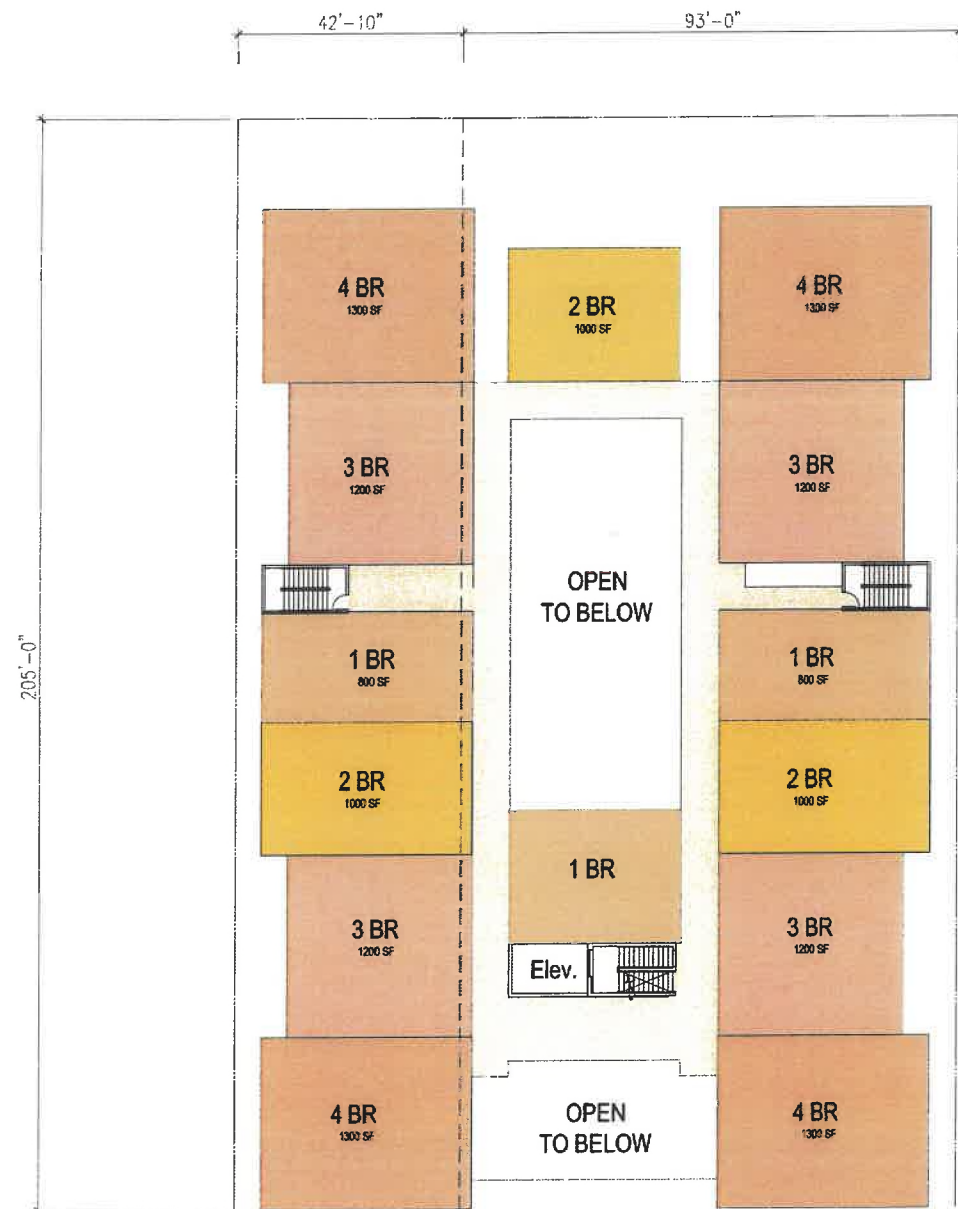 42'-10"
93'-0"
205'-0"
4 BR
1300 SF
2 BR
1000 SF
4 BR
1300 SF
3 BR
1200 SF
3 BR
1200 SF
OPEN
TO BELOW
1 BR
800 SF
1 BR
800 SF
2 BR
1000 SF
2 BR
1000 SF
1 BR
3 BR
1200 SF
3 BR
1200 SF
Elev.
4 BR
1300 SF
OPEN
TO BELOW
4 BR
1300 SF